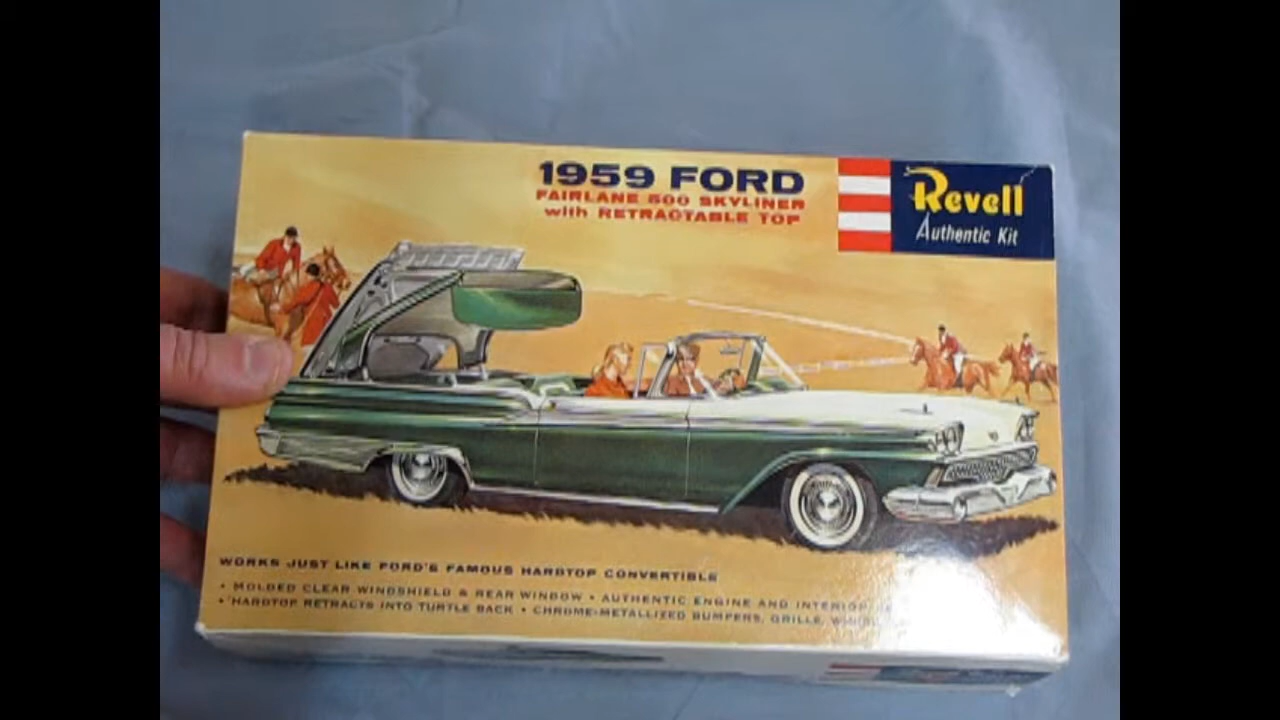 1959 FORD
FAIRLANE 500 SKYLINER
with RETRACTABLE TOP
Revell
Authentic Kit
WORKS JUST LIKE FORD'S FAMOUS HARDTOP CONVERTIBLE
• MOLDED CLEAR WINDSHIELD & REAR WINDOW • AUTHENTIC ENGINE AND INTERIOR
• HARDTOP RETRACTS INTO TURTLE BACK • CHROME-METALLIZED BUMPERS, GRILLE,
Revell